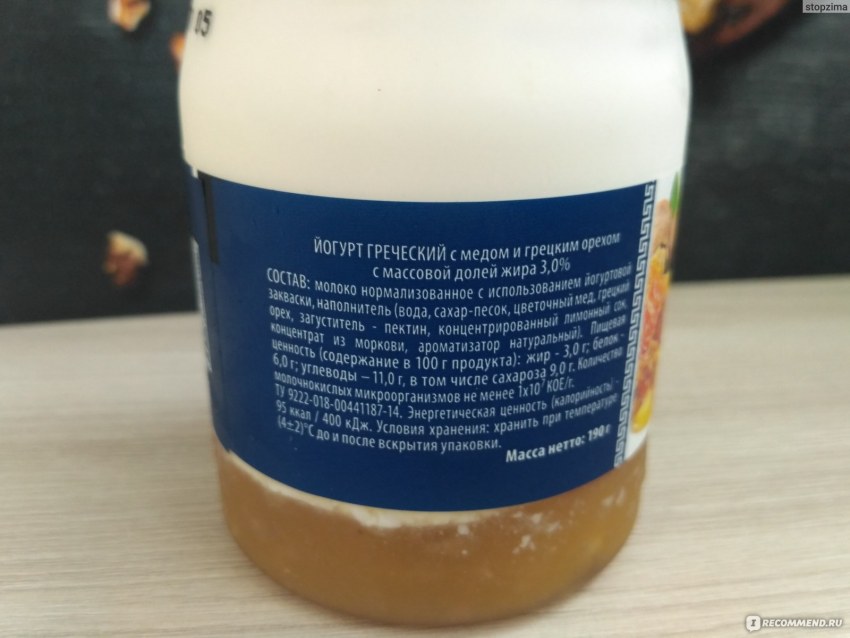 stopzima
05
ЙОГУРТ ГРЕЧЕСКИЙ с медом и грецким орехом
с массовой долей жира 3,0%
СОСТАВ: молоко нормализованное с использованием йогуртовой
закваски, наполнитель (вода, сахар-песок, цветочный мед, грецкий
орех, загуститель - пектин, концентрированный лимонный сок,
концентрат из моркови, ароматизатор натуральный). Пищевая
ценность (содержание в 100 г продукта): жир - 3,0 г; белок -
6,0 г; углеводы – 11,0 г, в том числе сахароза 9,0 г. Количество
молочнокислых микроорганизмов не менее 1x10⁷ КОЕ/г.
ТУ 9222-018-00441187-14. Энергетическая ценность (калорийность) -
95 ккал / 400 кДж. Условия хранения: хранить при температуре
(4±2)°С до и после вскрытия упаковки.
Масса нетто: 190 г
IRECOMMEND.RU